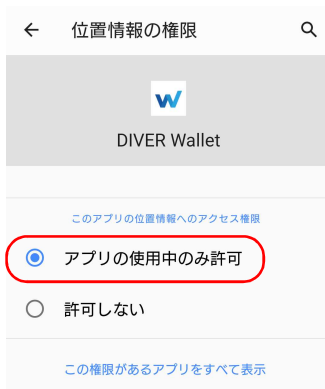 位置情報の権限
DIVER Wallet
このアプリの位置情報へのアクセス権限
アプリの使用中のみ許可
許可しない
この権限があるアプリをすべて表示